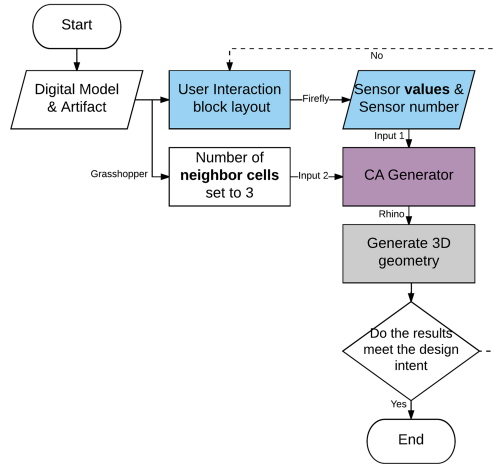 Start
No
Digital Model
& Artifact
User Interaction
block layout
Firefly
Sensor values &
Sensor number
Input 1
Grasshopper
Number of
neighbor cells
set to 3
Input 2
CA Generator
Rhino
Generate 3D
geometry
Do the results
meet the design
intent
Yes
End